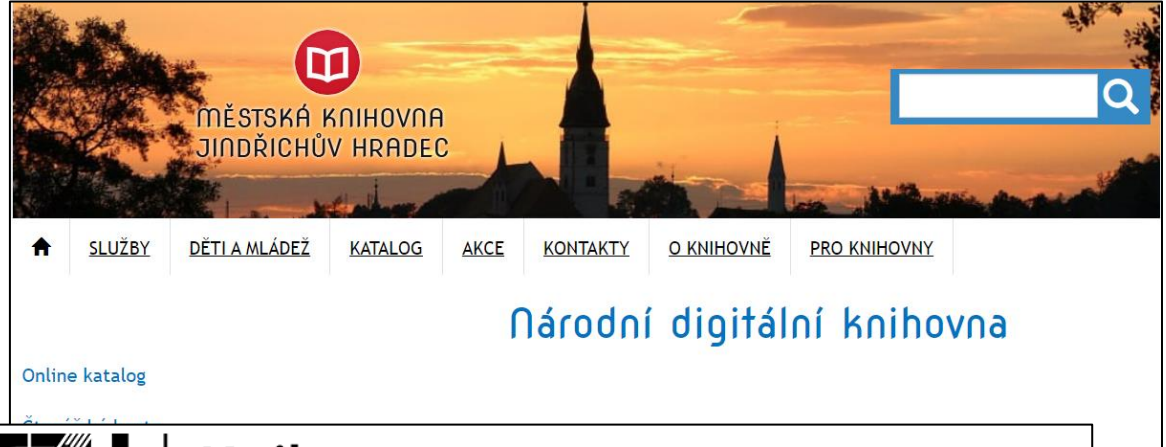 MĚSTSKÁ KNIHOVNA
JINDŘICHŮV HRADEC
SLUŽBY DĚTI A MLÁDEŽ KATALOG AKCE KONTAKTY O KNIHOVNĚ PRO KNIHOVNY
Národní digitální knihovna
Online katalog